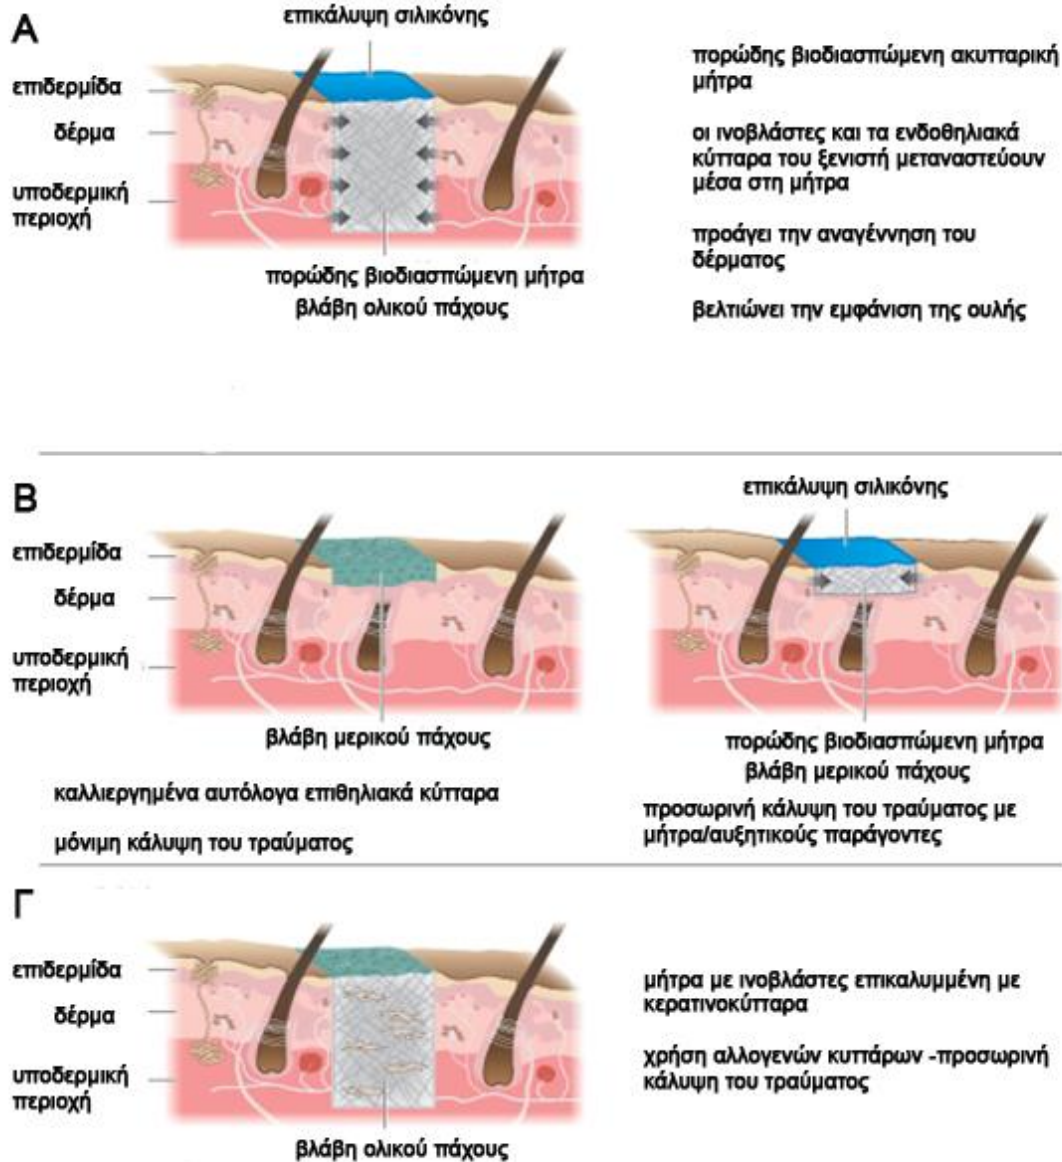 Α
επικάλυψη σιλικόνης
επιδερμίδα
δέρμα
υποδερμική
περιοχή
πορώδης βιοδιασπώμενη μήτρα
βλάβη ολικού πάχους
πορώδης βιοδιασπώμενη ακυτταρική
μήτρα
οι ινοβλάστες και τα ενδοθηλιακά
κύτταρα του ξενιστή μεταναστεύουν
μέσα στη μήτρα
προάγει την αναγέννηση του
δέρματος
βελτιώνει την εμφάνιση της ουλής
Β
επιδερμίδα
δέρμα
υποδερμική
περιοχή
βλάβη μερικού πάχους
καλλιεργημένα αυτόλογα επιθηλιακά κύτταρα
μόνιμη κάλυψη του τραύματος
επικάλυψη σιλικόνης
πορώδης βιοδιασπώμενη μήτρα
βλάβη μερικού πάχους
προσωρινή κάλυψη του τραύματος με
μήτρα/αυξητικούς παράγοντες
Γ
επιδερμίδα
δέρμα
υποδερμική
περιοχή
βλάβη ολικού πάχους
μήτρα με ινοβλάστες επικαλυμμένη με
κερατινοκύτταρα
χρήση αλλογενών κυττάρων -προσωρινή
κάλυψη του τραύματος